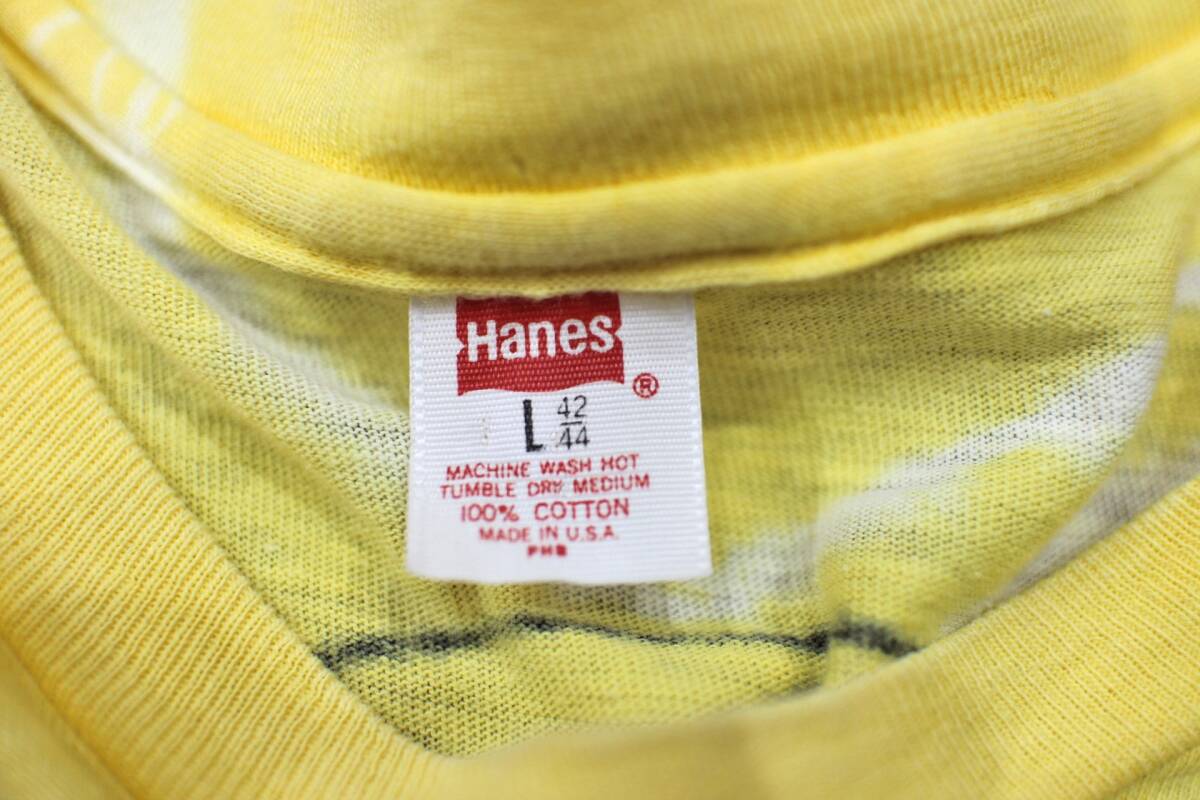 Hanes ®
L 42/44
MACHINE WASH HOT
TUMBLE DRY MEDIUM
100% COTTON
MADE IN U.S.A.